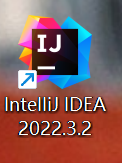 IJ
IntelliJ IDEA
2022.3.2